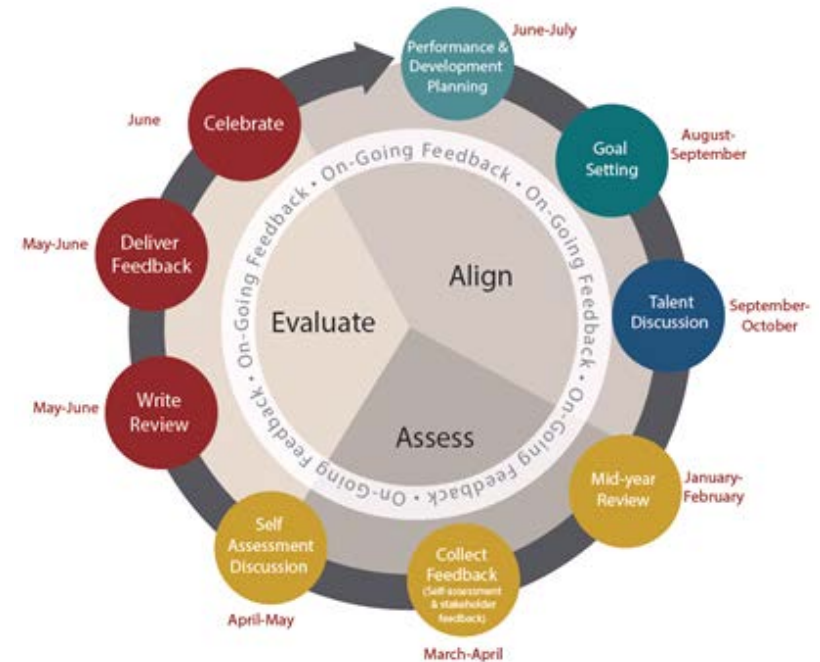 Performance &
Development
Planning
June-July
Goal
Setting
August-
September
Talent
Discussion
September-
October
Mid-year
Review
January-
February
Collect
Feedback
(Self-assessment
& stakeholder
feedback)
March-April
Self
Assessment
Discussion
April-May
Write
Review
May-June
Deliver
Feedback
May-June
Celebrate
June
On-Going Feedback • On-Going Feedback • On-Going Feedback • On-Going Feedback • On-Going Feedback • On-Going Feedback •
Align
Evaluate
Assess